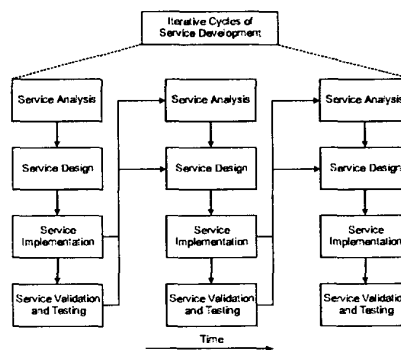 Iterative Cycles of
Service Development
Service Analysis
Service Design
Service
Implementation
Service Validation
and Testing
Service Analysis
Service Design
Service
Implementation
Service Validation
and Testing
Service Analysis
Service Design
Service
Implementation
Service Validation
and Testing
Time